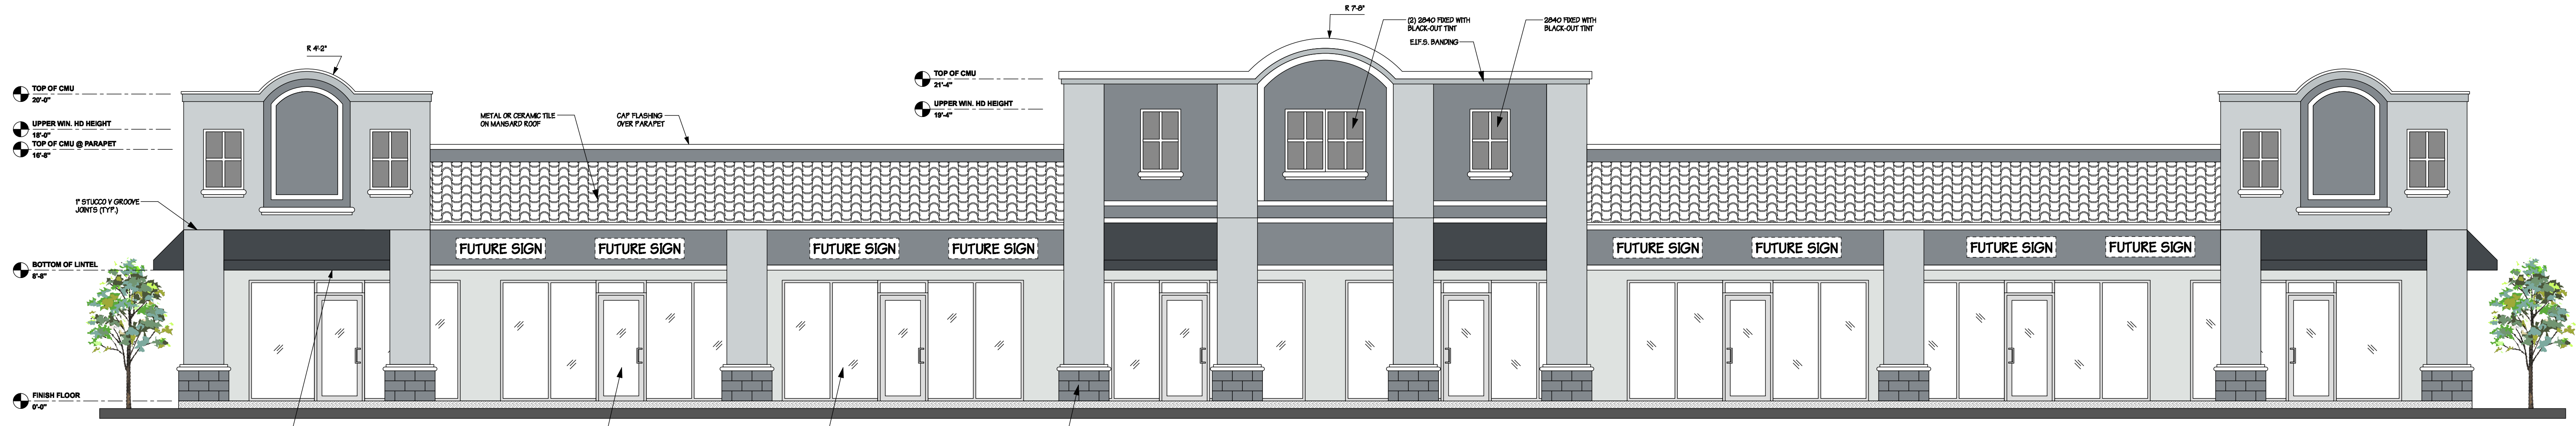 R 4'-2"
R 7'-8"
(2) 2840 FIXED WITH
BLACK-OUT TINT
2840 FIXED WITH
BLACK-OUT TINT
E.I.F.S. BANDING
TOP OF CMU
20'-0"
TOP OF CMU
21'-4"
UPPER WIN. HD HEIGHT
19'-4"
UPPER WIN. HD HEIGHT
18'-0"
TOP OF CMU @ PARAPET
16'-8"
METAL OR CERAMIC TILE
ON MANSARD ROOF
CAP FLASHING
OVER PARAPET
1" STUCCO V GROOVE
JOINTS (TYP.)
FUTURE SIGN
FUTURE SIGN
FUTURE SIGN
FUTURE SIGN
FUTURE SIGN
FUTURE SIGN
FUTURE SIGN
FUTURE SIGN
BOTTOM OF LINTEL
8'-8"
FINISH FLOOR
0'-0"